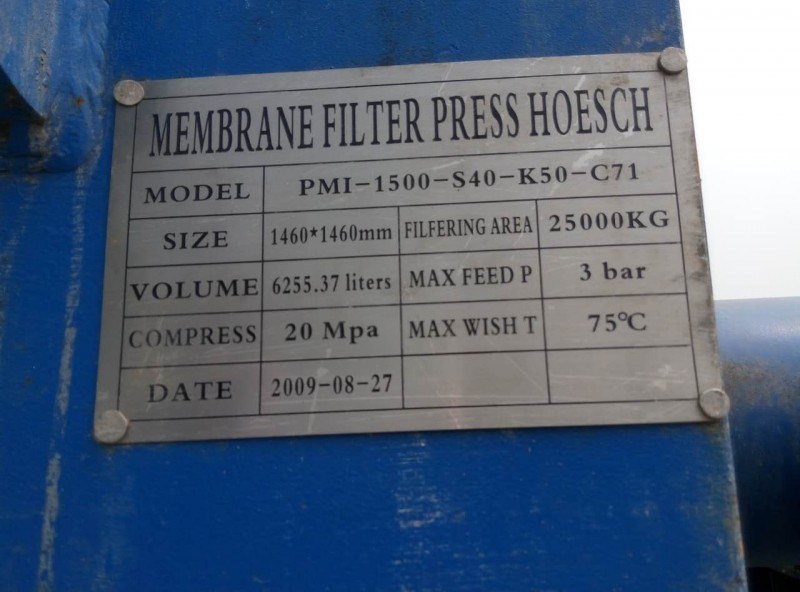 MEMBRANE FILTER PRESS HOESCH
MODEL PMI-1500-S40-K50-C71
SIZE 1460*1460mm FILFERING AREA 25000KG
VOLUME 6255.37 liters MAX FEED P 3 bar
COMPRESS 20 Mpa MAX WISH T 75℃
DATE 2009-08-27